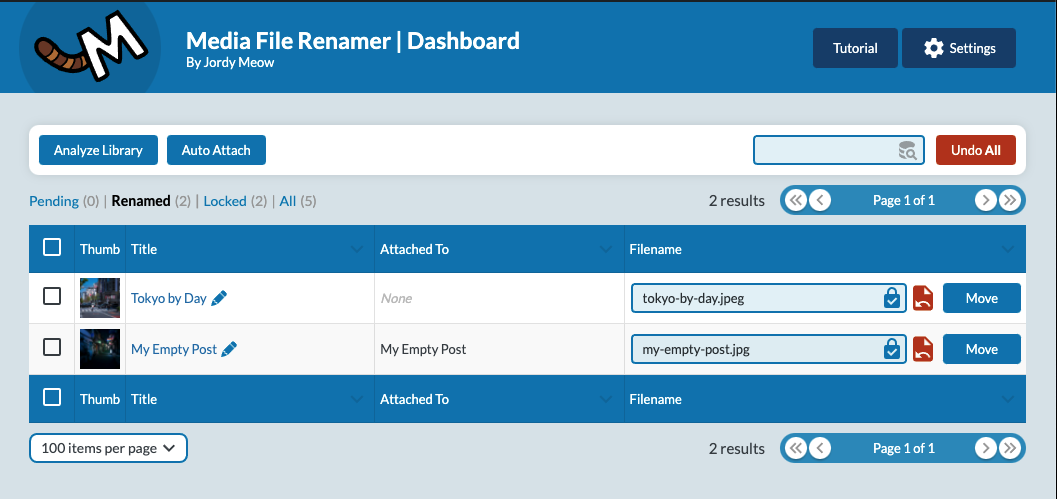 M
Media File Renamer | Dashboard
By Jordy Meow
Tutorial
Settings
Analyze Library
Auto Attach
Undo All
Pending (0) | Renamed (2) | Locked (2) | All (5)
2 results
Page 1 of 1
Thumb Title Attached To Filename
Tokyo by Day None tokyo-by-day.jpeg Move
My Empty Post My Empty Post my-empty-post.jpg Move
Thumb Title Attached To Filename
100 items per page
2 results
Page 1 of 1